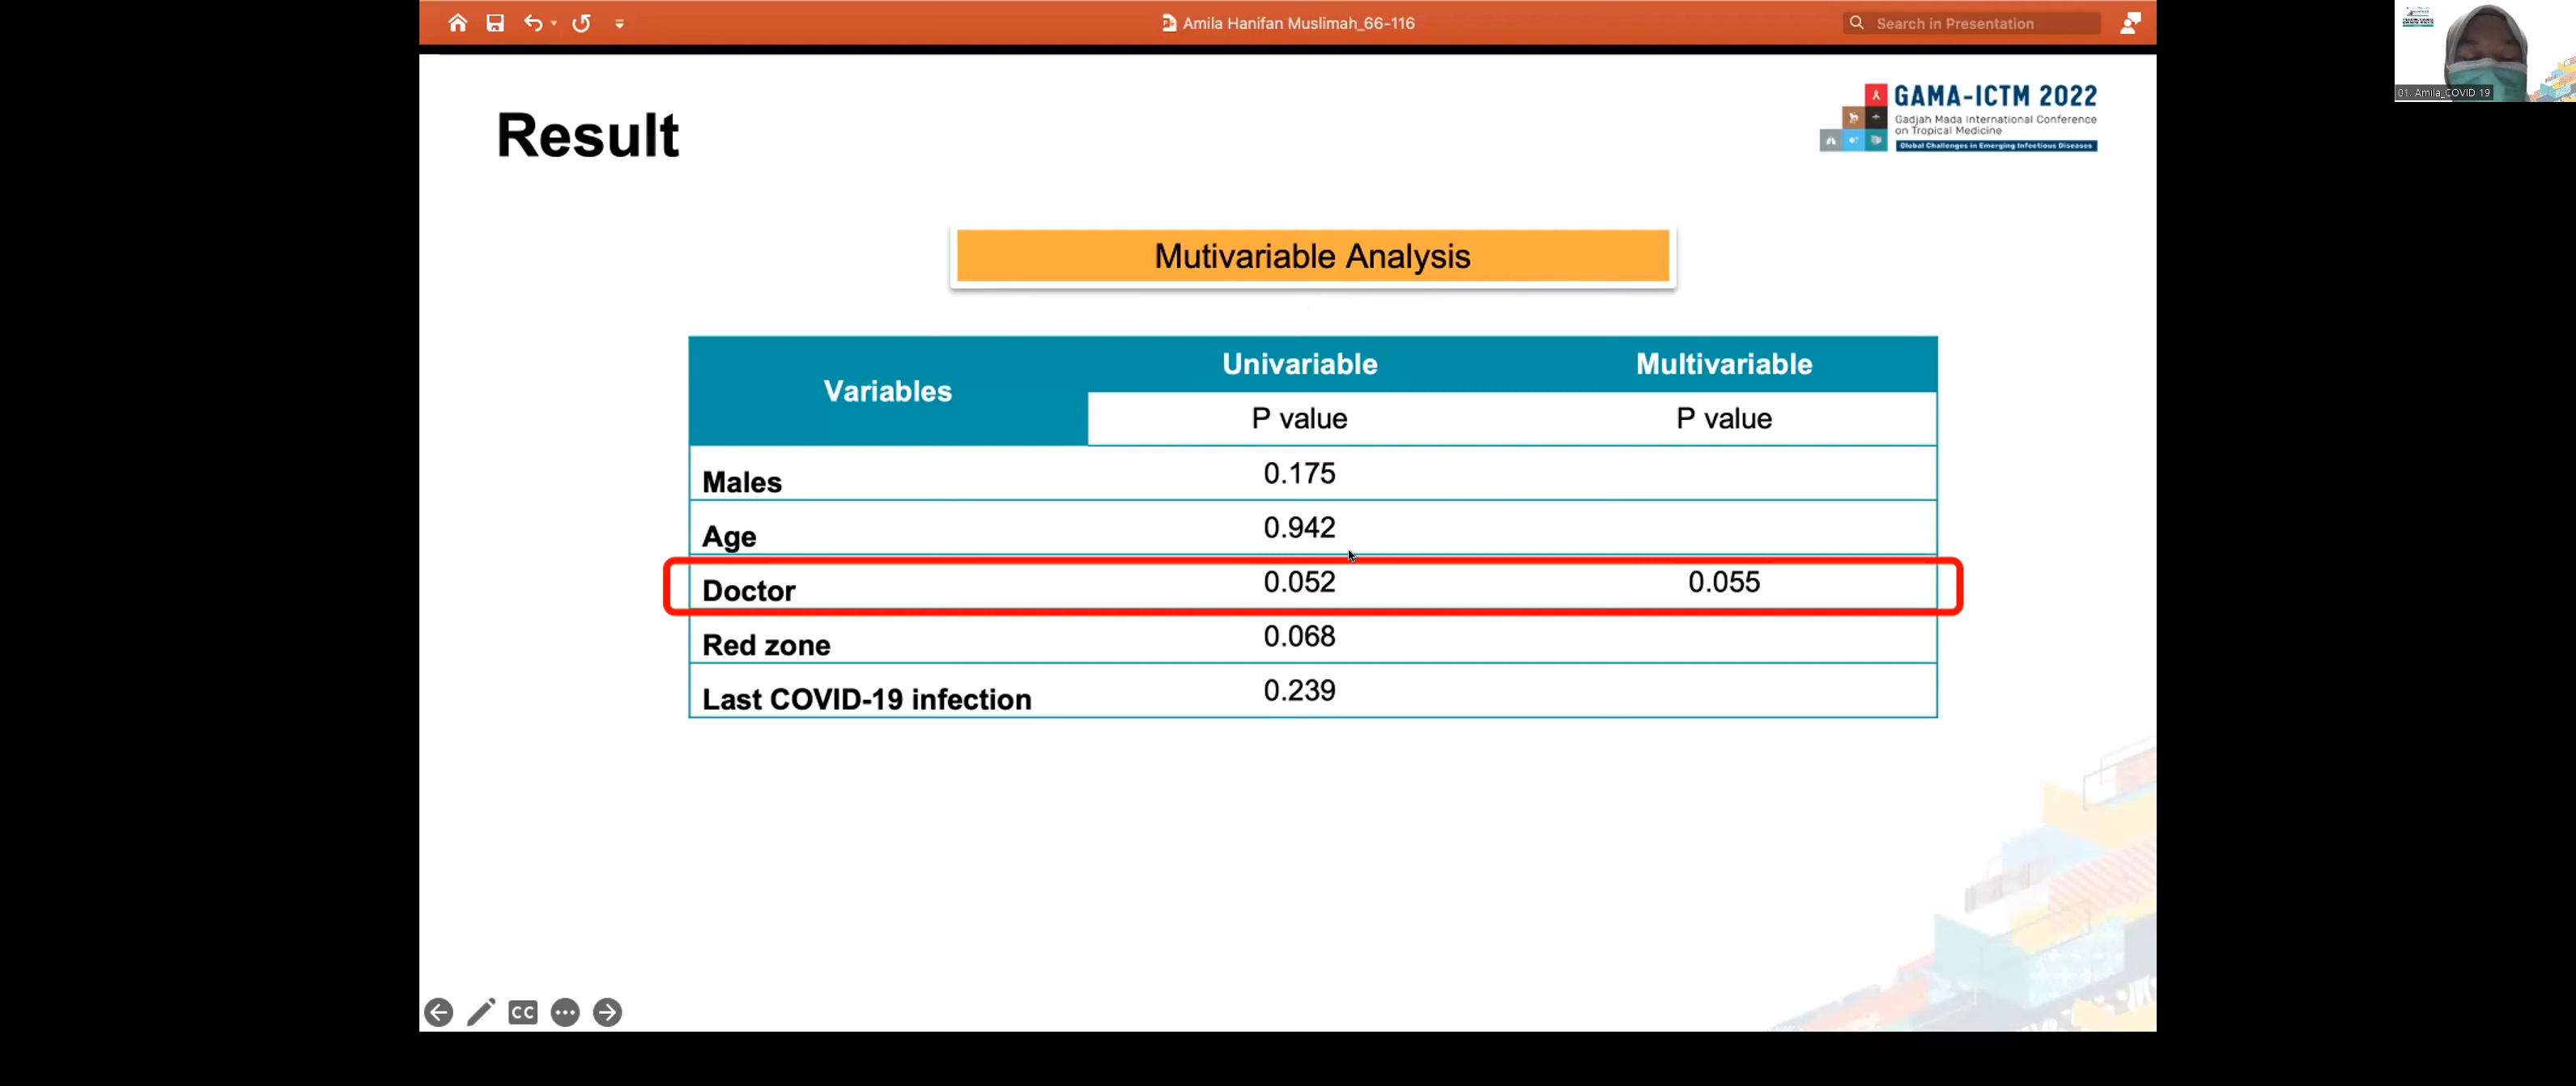 Amila Hanifan Muslimah_66-116
Search in Presentation
01. Amila_COVID 19
Result
GAMA-ICTM 2022
Gadjah Mada International Conference
on Tropical Medicine
Global Challenges in Emerging Infectious Diseases
Mutivariable Analysis
Variables Univariable Multivariable
P value P value
Males 0.175
Age 0.942
Doctor 0.052 0.055
Red zone 0.068
Last COVID-19 infection 0.239
CC